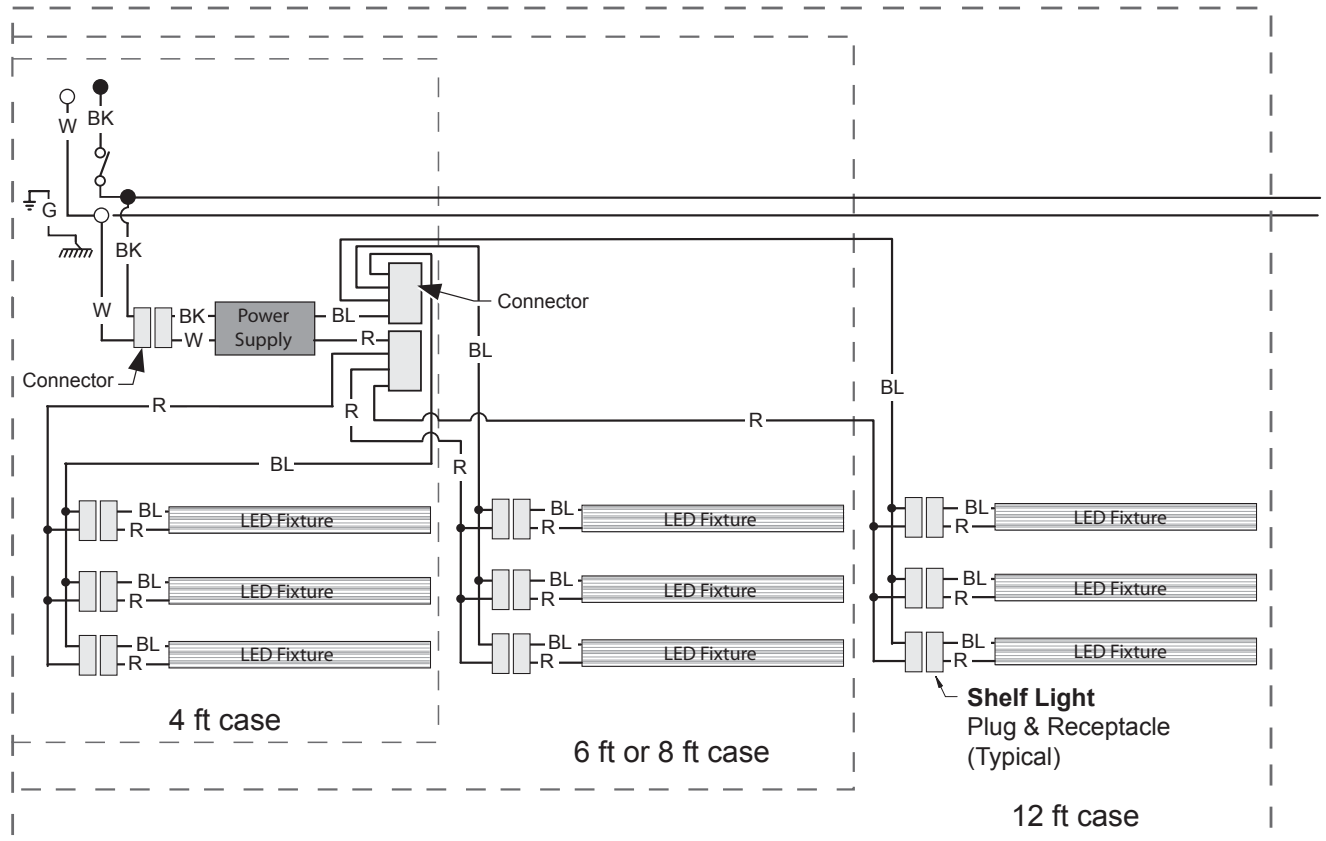 W
BK
G
BK
W
BK
W
Power
Supply
BL
R
Connector
Connector
R
BL
R
BL
R
R
BL
BL
R
LED Fixture
BL
R
LED Fixture
BL
R
LED Fixture
BL
R
LED Fixture
BL
R
LED Fixture
BL
R
LED Fixture
BL
R
LED Fixture
BL
R
LED Fixture
BL
R
LED Fixture
4 ft case
6 ft or 8 ft case
Shelf Light
Plug & Receptacle
(Typical)
12 ft case